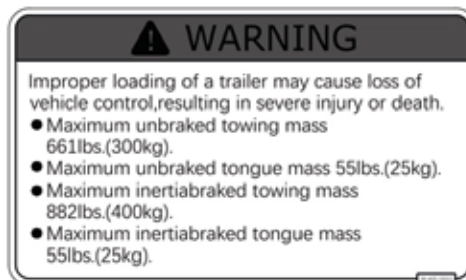 WARNING
Improper loading of a trailer may cause loss of
vehicle control,resulting in severe injury or death.
●Maximum unbraked towing mass
661lbs.(300kg).
●Maximum unbraked tongue mass 55lbs.(25kg).
●Maximum inertiabraked towing mass
882lbs.(400kg).
●Maximum inertiabraked tongue mass
55lbs.(25kg).